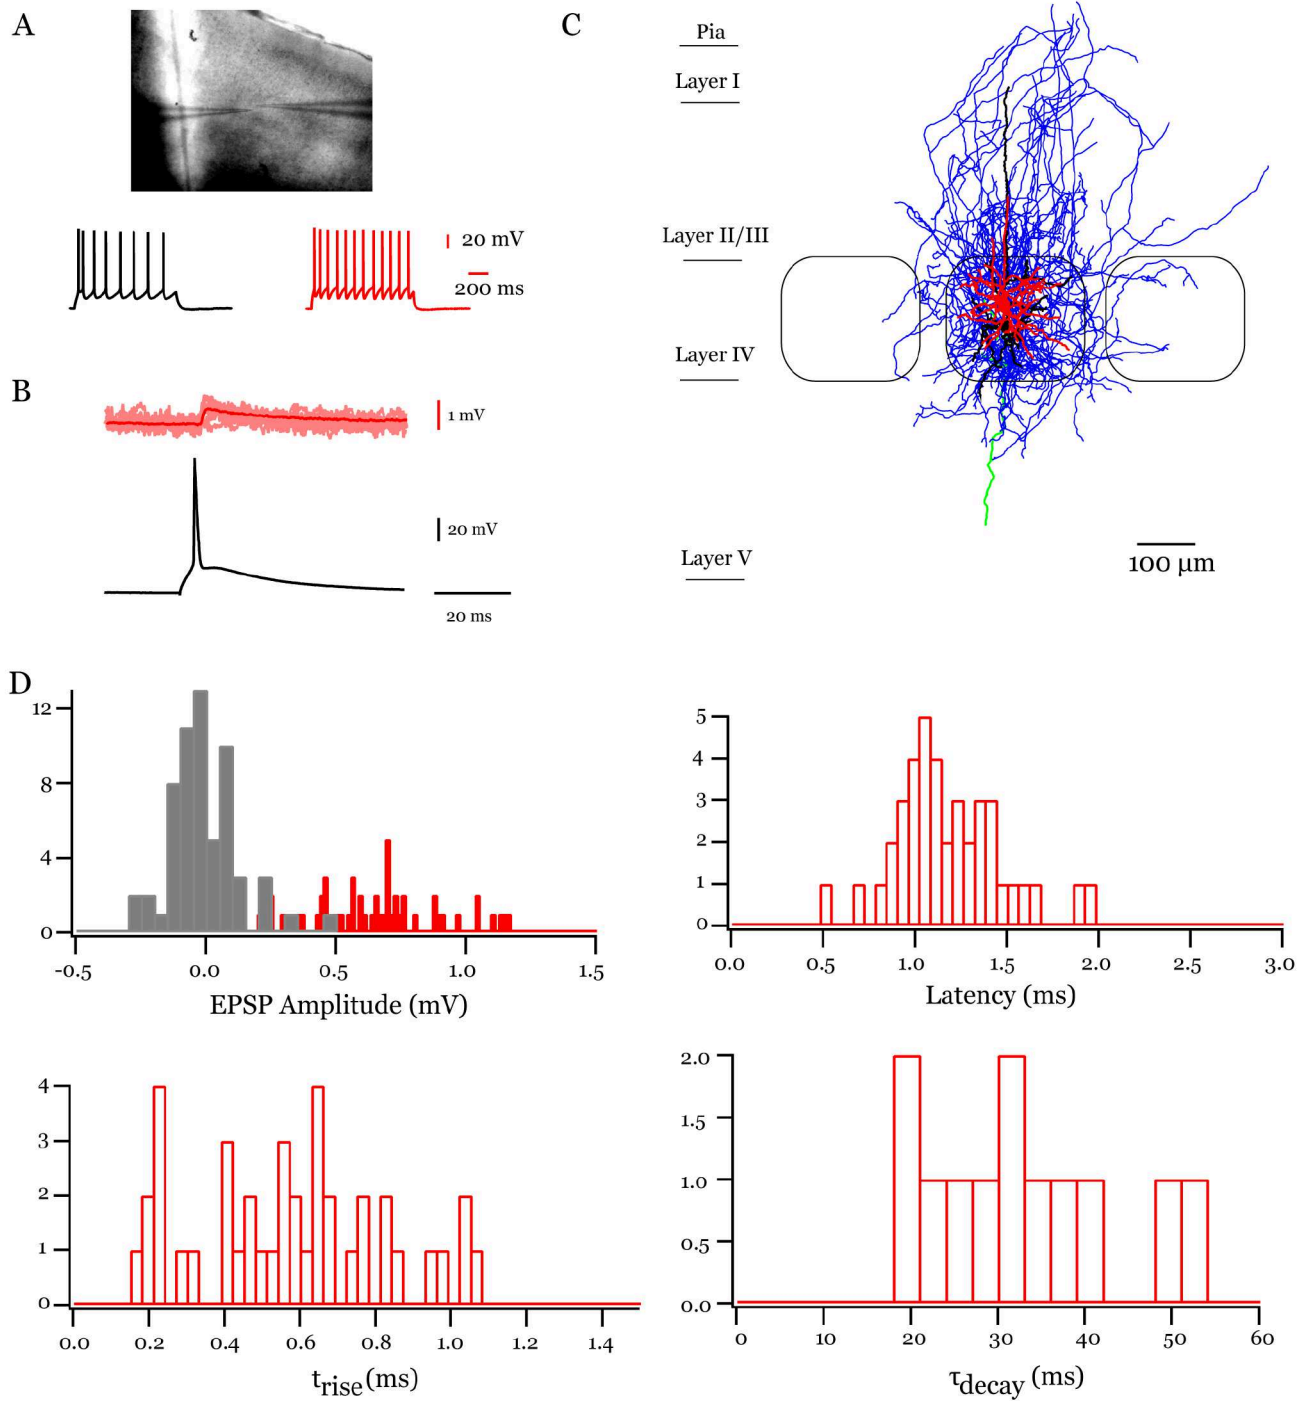 A
C
Pia
Layer I
Layer II/III
Layer IV
Layer V
100 µm
20 mV
200 ms
B
1 mV
20 mV
20 ms
D
12
8
4
0
-0.5 0.0 0.5 1.0 1.5
EPSP Amplitude (mV)
5
4
3
2
1
0
0.0 0.5 1.0 1.5 2.0 2.5 3.0
Latency (ms)
4
3
2
1
0
0.0 0.2 0.4 0.6 0.8 1.0 1.2 1.4
trise (ms)
2.0
1.5
1.0
0.5
0.0
0 10 20 30 40 50 60
τdecay (ms)